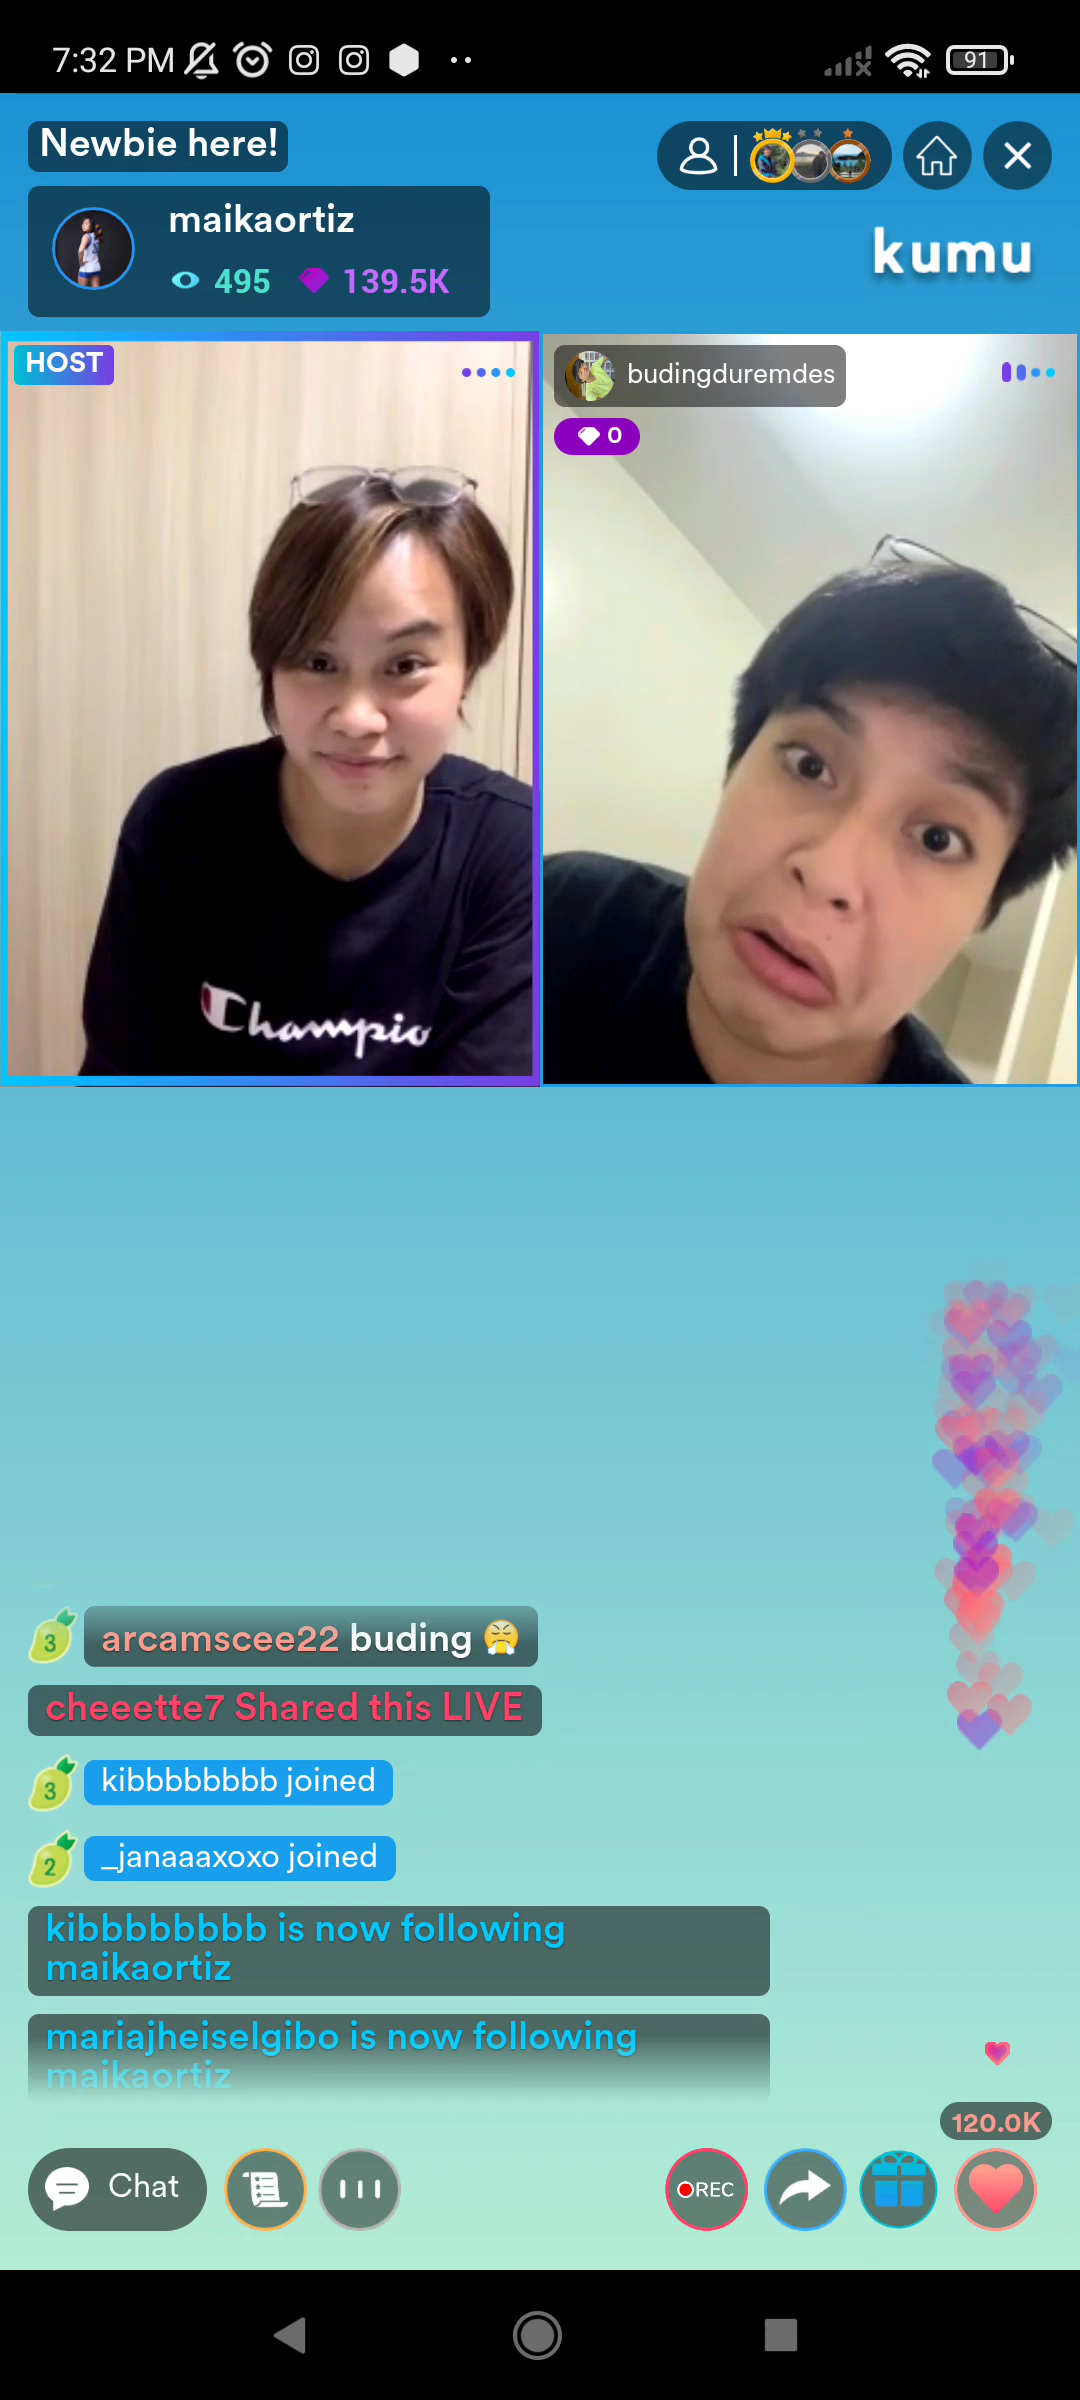 7:32 PM
91
Newbie here!
maikaortiz
495 139.5K
kumu
HOST
budingduremdes
0
Champio
3 arcamscee22 buding 😤
cheeette7 Shared this LIVE
3 kibbbbbbbb joined
2 _janaaaxoxo joined
kibbbbbbbb is now following
maikaortiz
mariajheiselgibo is now following
maikaortiz
120.0K
Chat
REC